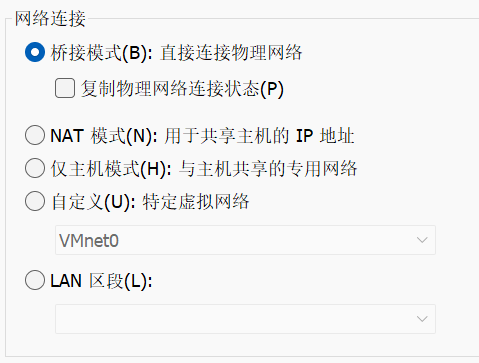 网络连接
桥接模式(B): 直接连接物理网络
复制物理网络连接状态(P)
NAT 模式(N): 用于共享主机的 IP 地址
仅主机模式(H): 与主机共享的专用网络
自定义(U): 特定虚拟网络
VMnet0
LAN 区段(L):